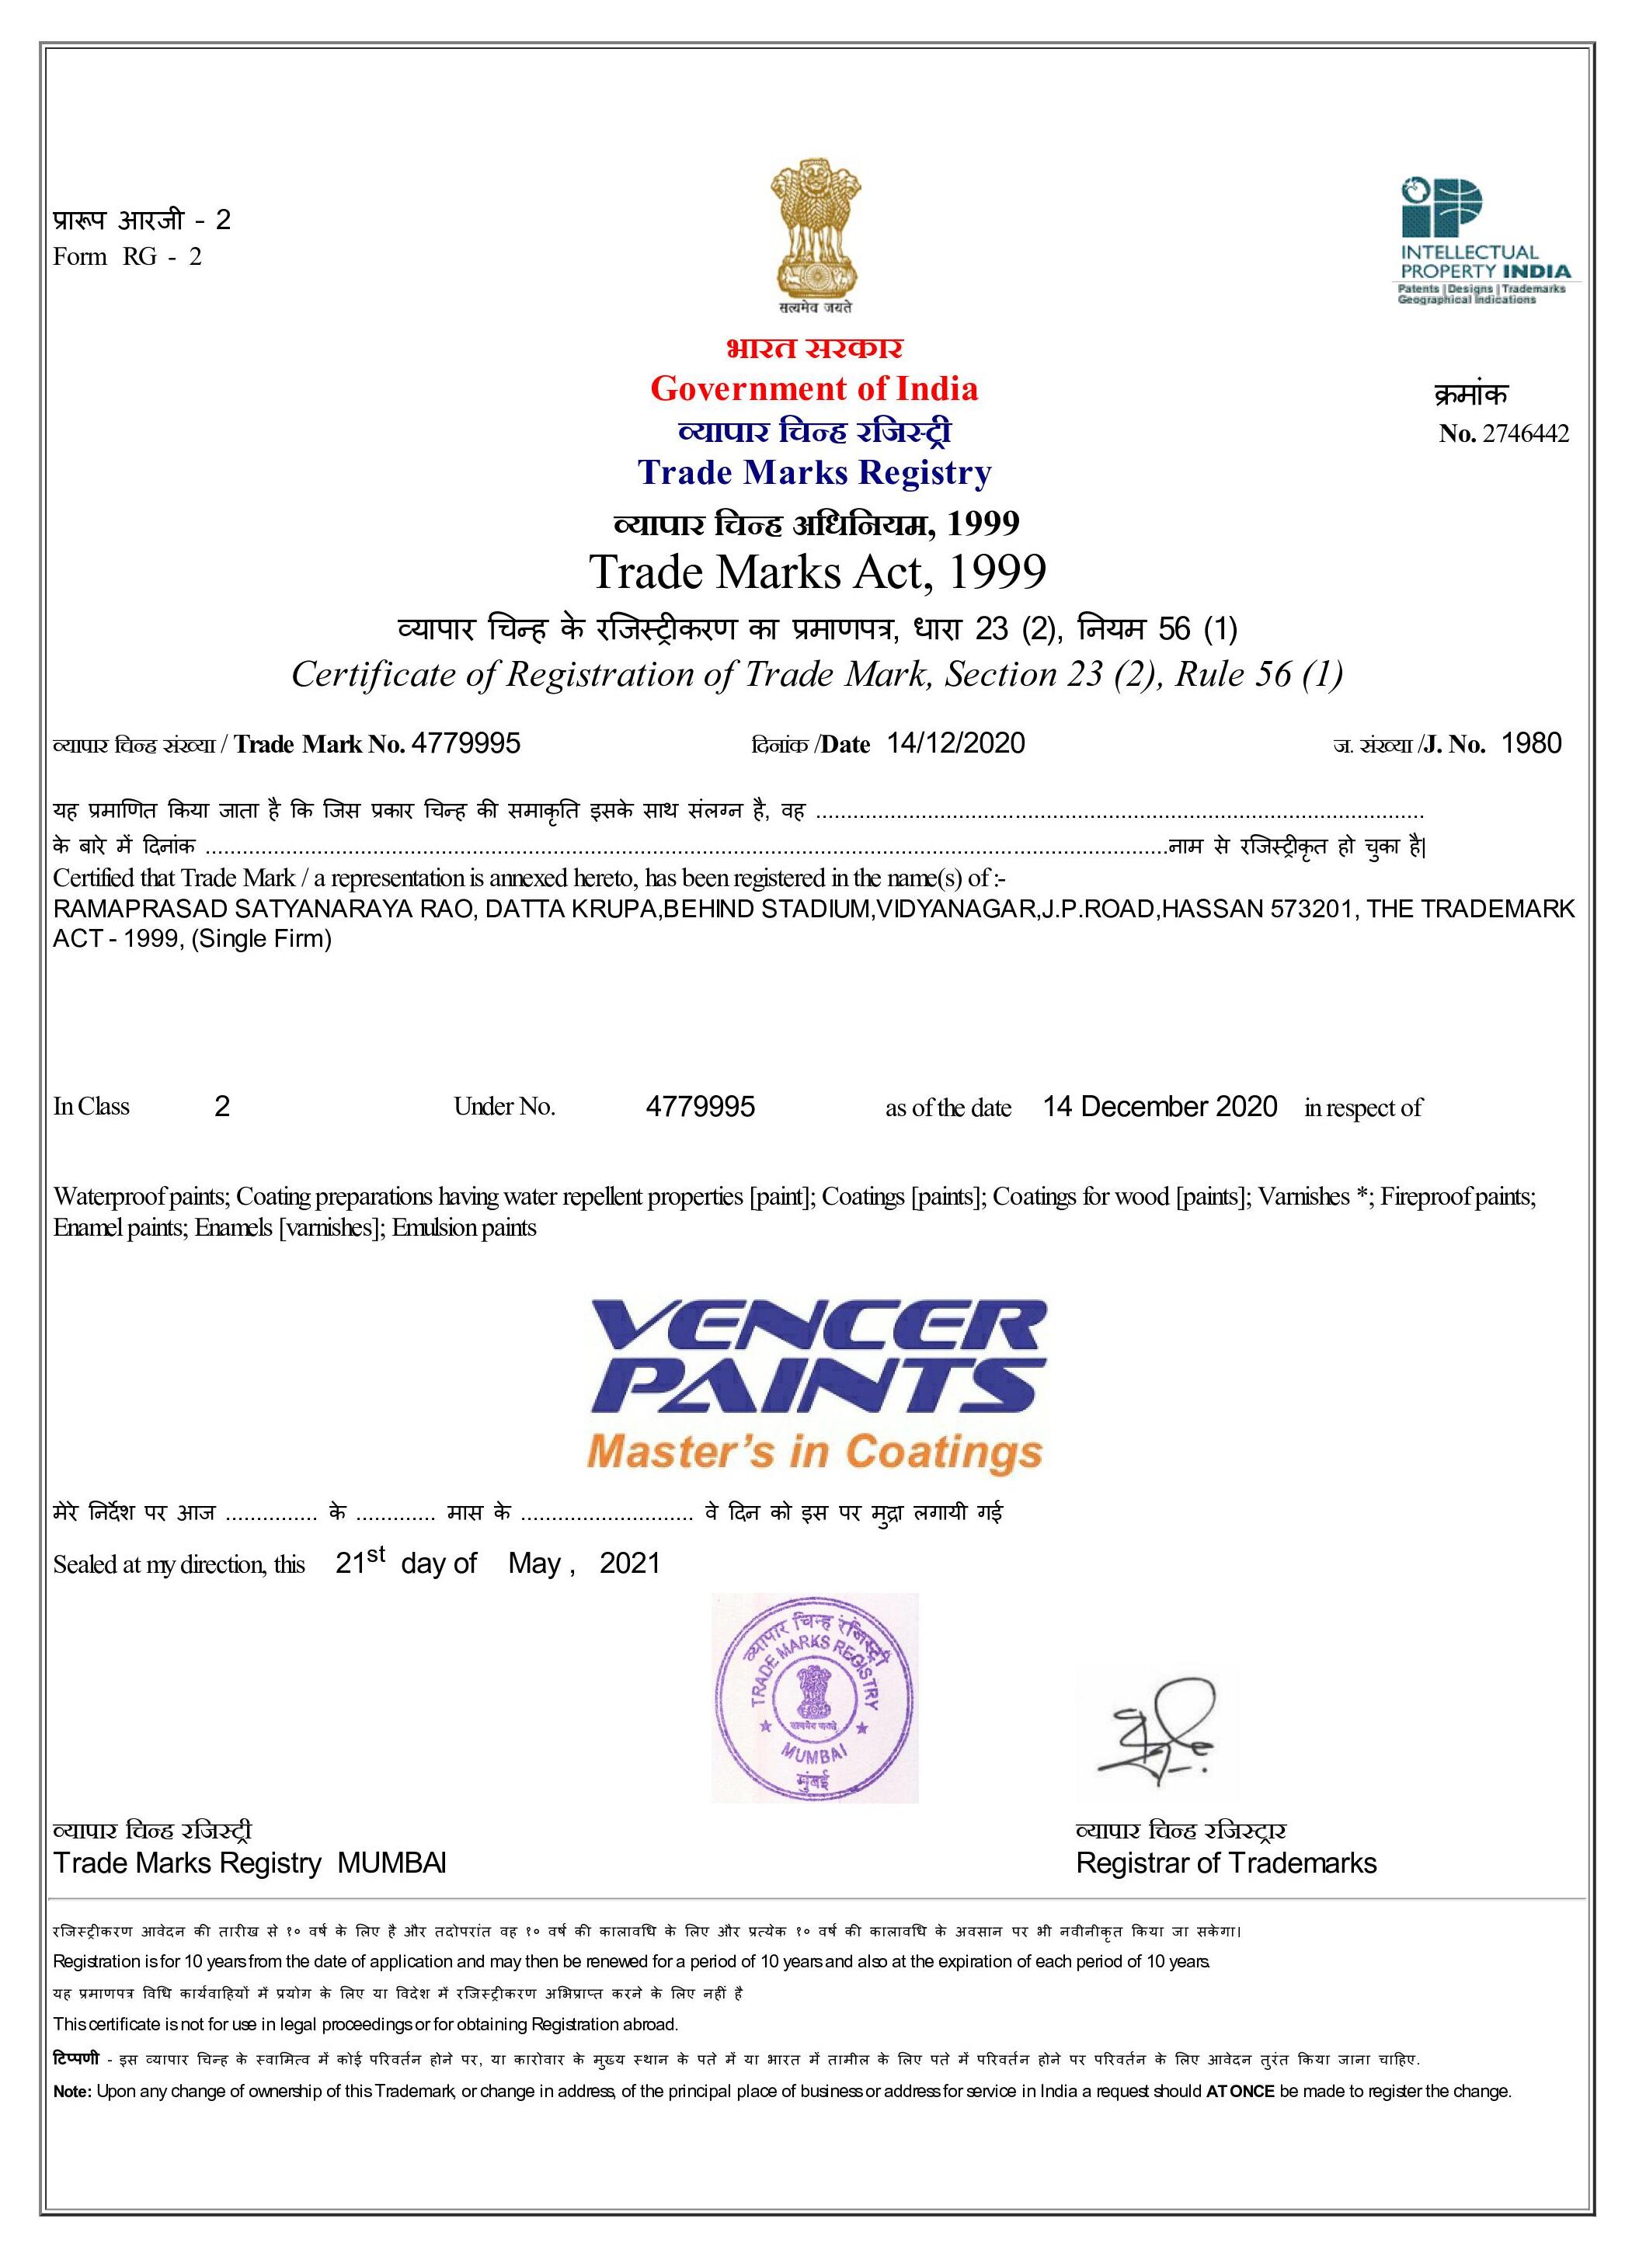 प्रारूप आरजी - 2
Form RG - 2
सत्यमेव जयते
INTELLECTUAL
PROPERTY INDIA
Patents | Designs | Trademarks
Geographical Indications
भारत सरकार
Government of India
क्रमांक
व्यापार चिन्ह रजिस्ट्री
No. 2746442
Trade Marks Registry
व्यापार चिन्ह अधिनियम, 1999
Trade Marks Act, 1999
व्यापार चिन्ह के रजिस्ट्रीकरण का प्रमाणपत्र, धारा 23 (2), नियम 56 (1)
Certificate of Registration of Trade Mark, Section 23 (2), Rule 56 (1)
व्यापार चिन्ह संख्या / Trade Mark No. 4779995 दिनांक /Date 14/12/2020 ज. संख्या /J. No. 1980
यह प्रमाणित किया जाता है कि जिस प्रकार चिन्ह की समाकृति इसके साथ संलग्न है, वह ....................................................................................................
के बारे में दिनांक ............................................................................................................................................................नाम से रजिस्ट्रीकृत हो चुका है|
Certified that Trade Mark / a representation is annexed hereto, has been registered in the name(s) of :-
RAMAPRASAD SATYANARAYA RAO, DATTA KRUPA,BEHIND STADIUM,VIDYANAGAR,J.P.ROAD,HASSAN 573201, THE TRADEMARK
ACT - 1999, (Single Firm)
In Class 2 Under No. 4779995 as of the date 14 December 2020 in respect of
Waterproof paints; Coating preparations having water repellent properties [paint]; Coatings [paints]; Coatings for wood [paints]; Varnishes *; Fireproof paints;
Enamel paints; Enamels [varnishes]; Emulsion paints
VENCER
PAINTS
Master's in Coatings
मेरे निर्देश पर आज ............... के ............. मास के ............................ वे दिन को इस पर मुद्रा लगायी गई
Sealed at my direction, this 21st day of May , 2021
व्यापार चिन्ह रजिस्ट्री
TRADE MARKS REGISTRY
सत्यमेव जयते
MUMBAI
मुंबई
व्यापार चिन्ह रजिस्ट्री व्यापार चिन्ह रजिस्ट्रार
Trade Marks Registry MUMBAI Registrar of Trademarks
रजिस्ट्रीकरण आवेदन की तारीख से १० वर्ष के लिए है और तदोपरांत वह १० वर्ष की कालावधि के लिए और प्रत्येक १० वर्ष की कालावधि के अवसान पर भी नवीनीकृत किया जा सकेगा।
Registration is for 10 years from the date of application and may then be renewed for a period of 10 years and also at the expiration of each period of 10 years.
यह प्रमाणपत्र विधि कार्यवाहियों में प्रयोग के लिए या विदेश में रजिस्ट्रीकरण अभिप्राप्त करने के लिए नहीं है
This certificate is not for use in legal proceedings or for obtaining Registration abroad.
टिप्पणी - इस व्यापार चिन्ह के स्वामित्व में कोई परिवर्तन होने पर, या कारोवार के मुख्य स्थान के पते में या भारत में तामील के लिए पते में परिवर्तन होने पर परिवर्तन के लिए आवेदन तुरंत किया जाना चाहिए.
Note: Upon any change of ownership of this Trademark, or change in address, of the principal place of business or address for service in India a request should AT ONCE be made to register the change.